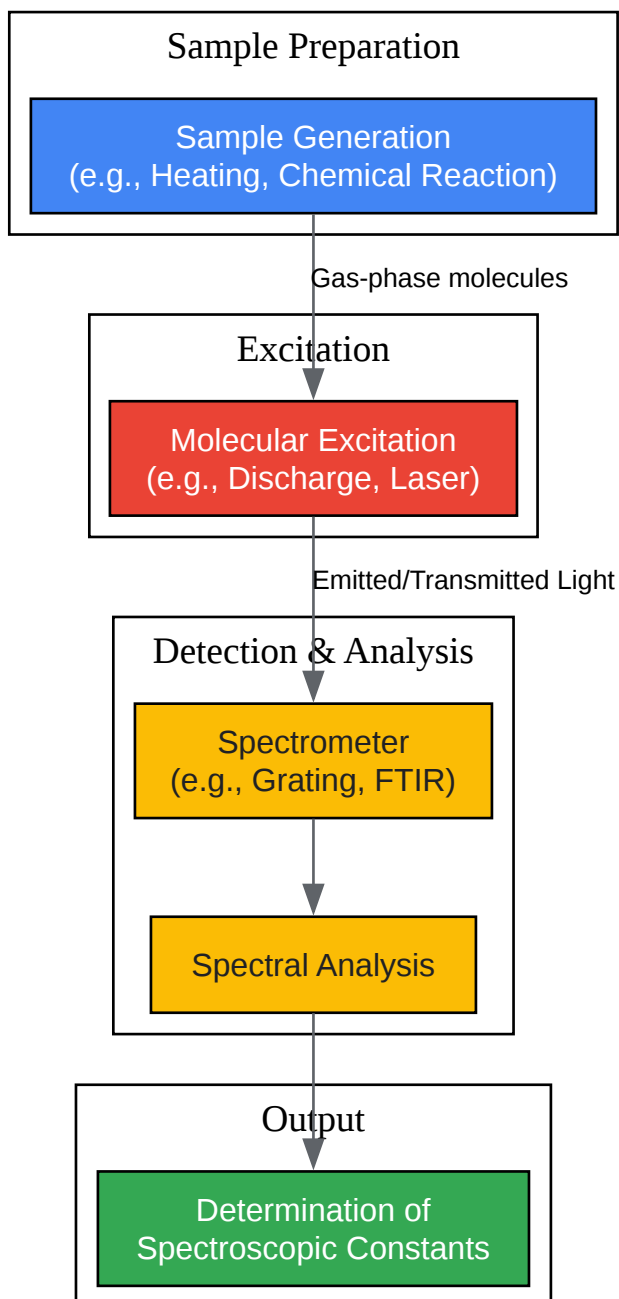 Sample Preparation
Sample Generation
(e.g., Heating, Chemical Reaction)
Gas-phase molecules
Excitation
Molecular Excitation
(e.g., Discharge, Laser)
Emitted/Transmitted Light
Detection & Analysis
Spectrometer
(e.g., Grating, FTIR)
Spectral Analysis
Output
Determination of
Spectroscopic Constants